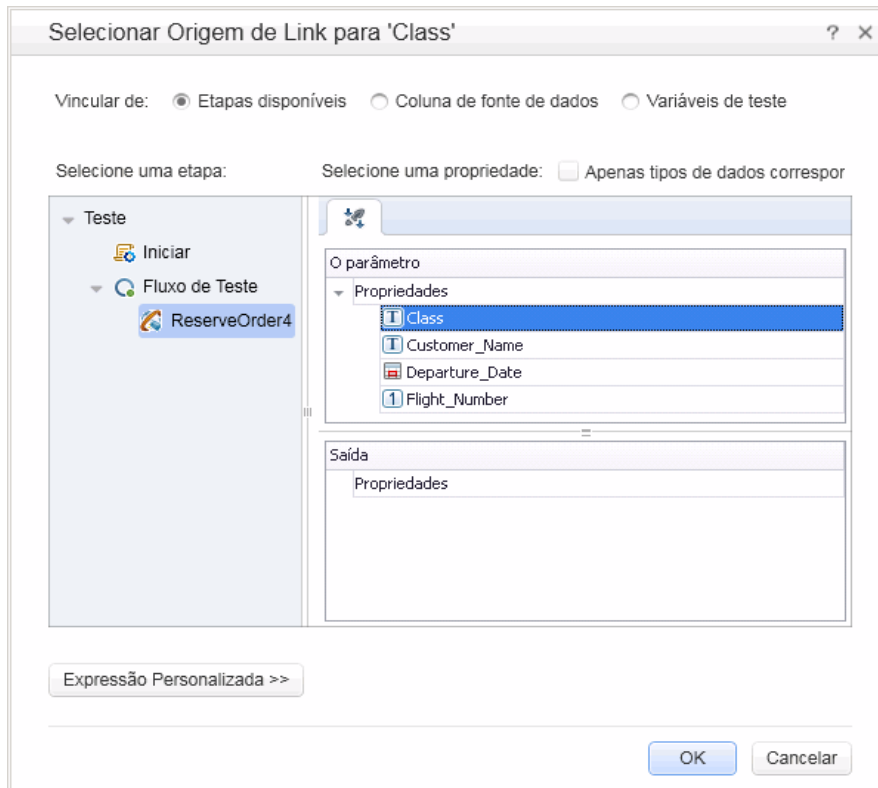 Selecionar Origem de Link para 'Class'
? ×
Vincular de: Etapas disponíveis Coluna de fonte de dados Variáveis de teste
Selecione uma etapa: Selecione uma propriedade: Apenas tipos de dados correspor
Teste
Iniciar
Fluxo de Teste
ReserveOrder4
O parâmetro
Propriedades
T Class
T Customer_Name
Departure_Date
1 Flight_Number
Saída
Propriedades
Expressão Personalizada >>
OK Cancelar